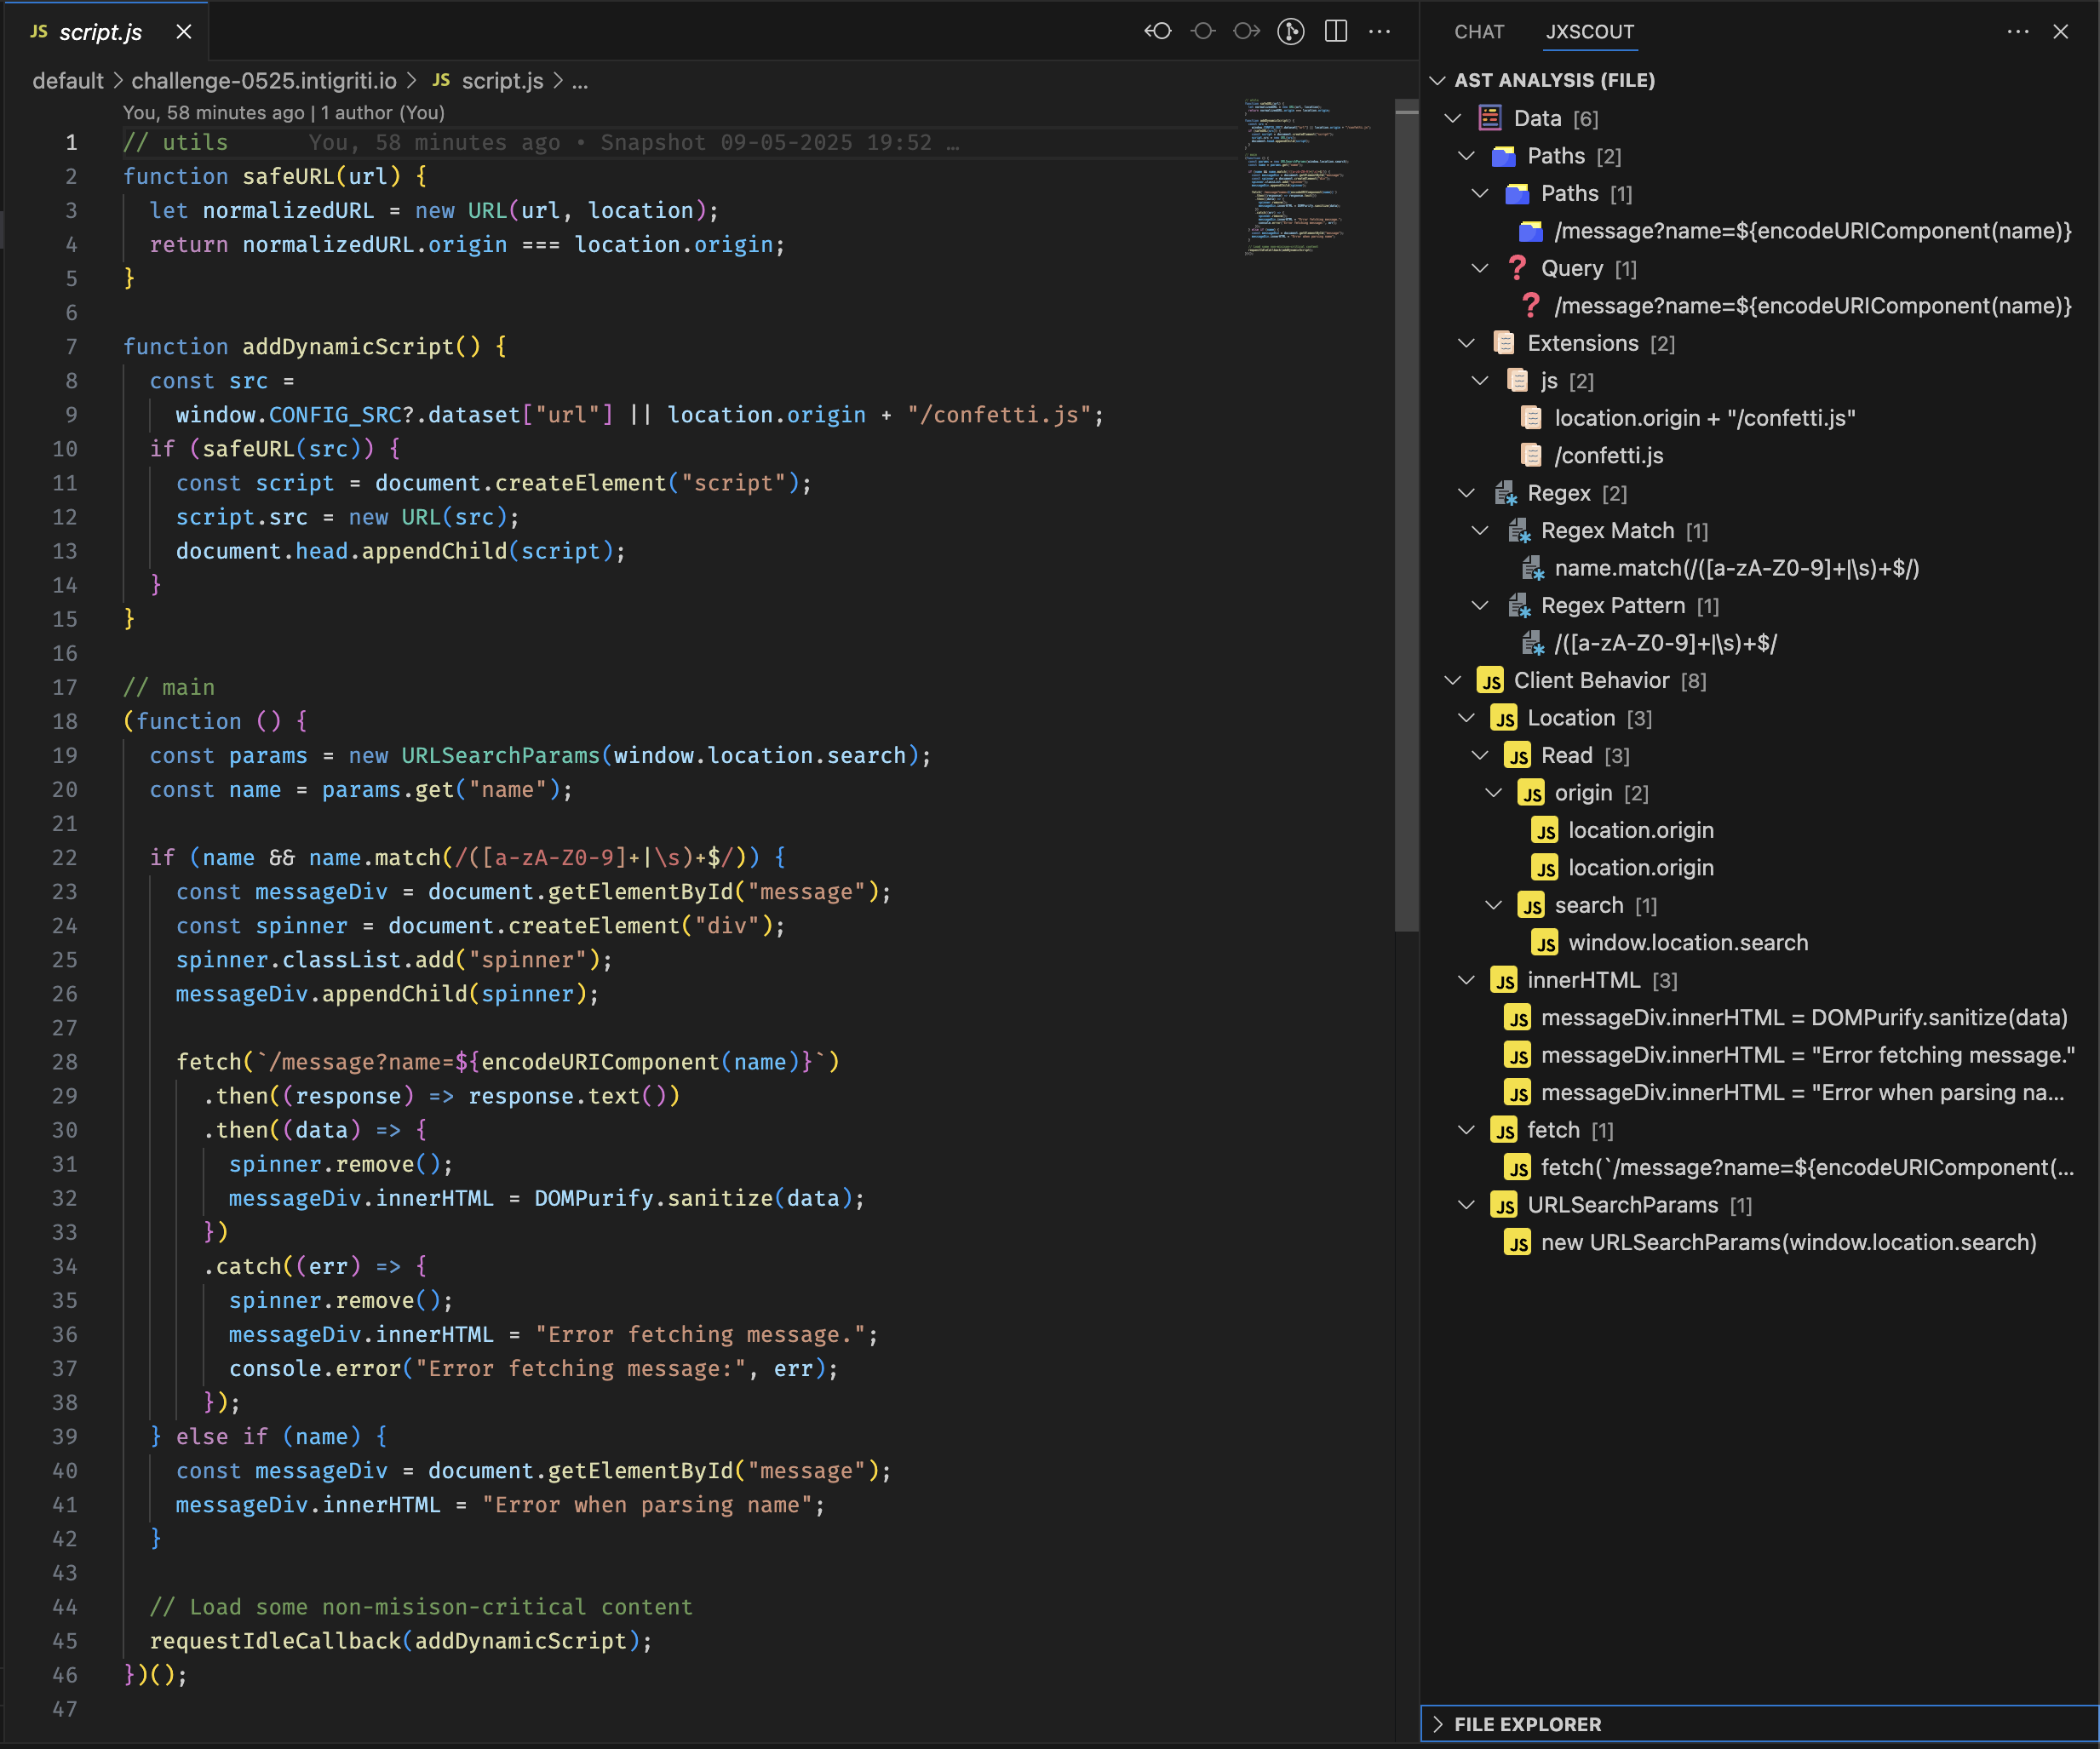 JS script.js
default > challenge-0525.intigriti.io > JS script.js > ...
You, 58 minutes ago | 1 author (You)
1 // utils You, 58 minutes ago • Snapshot 09-05-2025 19:52 …
2 function safeURL(url) {
3 let normalizedURL = new URL(url, location);
4 return normalizedURL.origin === location.origin;
5 }
6
7 function addDynamicScript() {
8 const src =
9 window.CONFIG_SRC?.dataset["url"] || location.origin + "/confetti.js";
10 if (safeURL(src)) {
11 const script = document.createElement("script");
12 script.src = new URL(src);
13 document.head.appendChild(script);
14 }
15 }
16
17 // main
18 (function () {
19 const params = new URLSearchParams(window.location.search);
20 const name = params.get("name");
21
22 if (name && name.match(/([a-zA-Z0-9]+|\s)+$/)) {
23 const messageDiv = document.getElementById("message");
24 const spinner = document.createElement("div");
25 spinner.classList.add("spinner");
26 messageDiv.appendChild(spinner);
27
28 fetch(`/message?name=${encodeURIComponent(name)}`)
29 .then((response) => response.text())
30 .then((data) => {
31 spinner.remove();
32 messageDiv.innerHTML = DOMPurify.sanitize(data);
33 })
34 .catch((err) => {
35 spinner.remove();
36 messageDiv.innerHTML = "Error fetching message.";
37 console.error("Error fetching message:", err);
38 });
39 } else if (name) {
40 const messageDiv = document.getElementById("message");
41 messageDiv.innerHTML = "Error when parsing name";
42 }
43
44 // Load some non-misison-critical content
45 requestIdleCallback(addDynamicScript);
46 })();
47
CHAT JXSCOUT
AST ANALYSIS (FILE)
Data [6]
Paths [2]
Paths [1]
/message?name=${encodeURIComponent(name)}
Query [1]
/message?name=${encodeURIComponent(name)}
Extensions [2]
js [2]
location.origin + "/confetti.js"
/confetti.js
Regex [2]
Regex Match [1]
name.match(/([a-zA-Z0-9]+|\s)+$/)
Regex Pattern [1]
/([a-zA-Z0-9]+|\s)+$/
JS Client Behavior [8]
JS Location [3]
JS Read [3]
JS origin [2]
JS location.origin
JS location.origin
JS search [1]
JS window.location.search
JS innerHTML [3]
JS messageDiv.innerHTML = DOMPurify.sanitize(data)
JS messageDiv.innerHTML = "Error fetching message."
JS messageDiv.innerHTML = "Error when parsing na...
JS fetch [1]
JS fetch(`/message?name=${encodeURIComponent(...
JS URLSearchParams [1]
JS new URLSearchParams(window.location.search)
FILE EXPLORER